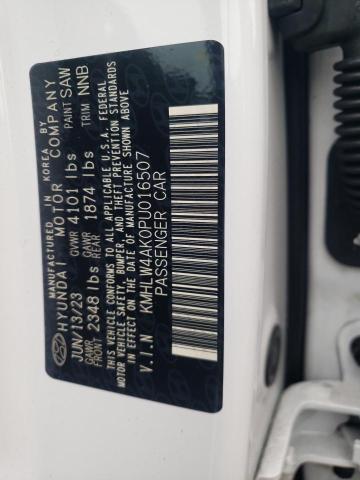 MANUFACTURED IN KOREA BY
HYUNDAI MOTOR COMPANY
JUN/13/23 GVWR 4101 lbs PAINT SAW
GAWR FRONT 2348 lbs GAWR REAR 1874 lbs TRIM NNB
THIS VEHICLE CONFORMS TO ALL APPLICABLE U.S.A. FEDERAL
MOTOR VEHICLE SAFETY, BUMPER, AND THEFT PREVENTION STANDARDS
IN EFFECT ON THE DATE OF MANUFACTURE SHOWN ABOVE
V.I.N KMHLW4AK0PU016507
PASSENGER CAR